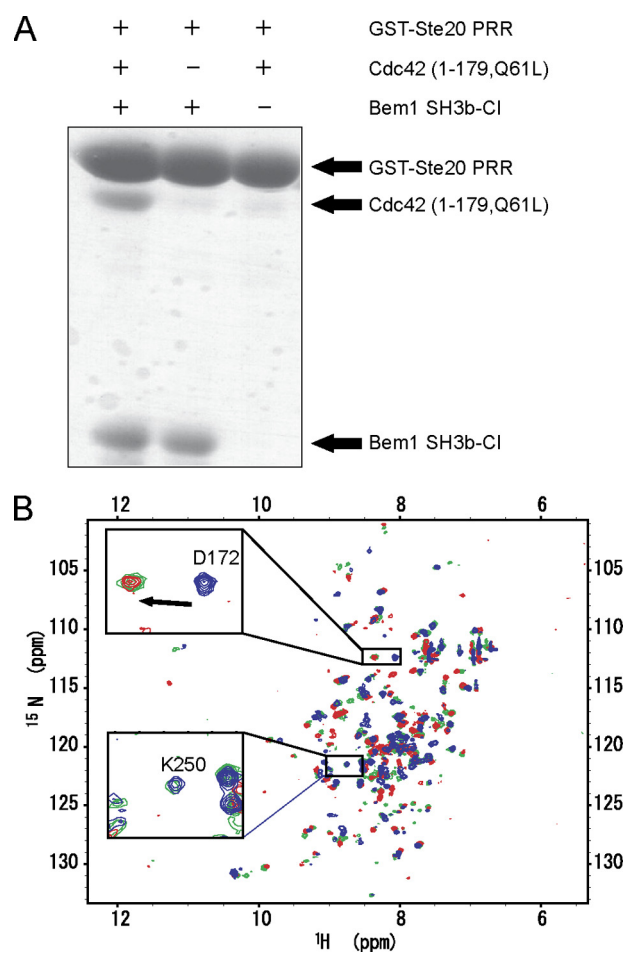 A
+ + + GST-Ste20 PRR
+ − + Cdc42 (1-179,Q61L)
+ + − Bem1 SH3b-CI
GST-Ste20 PRR
Cdc42 (1-179,Q61L)
Bem1 SH3b-CI
B
12 10 8 6
D172
K250
105 105
110 110
115 115
120 120
125 125
130 130
15N (ppm)
12 10 8 6
1H (ppm)